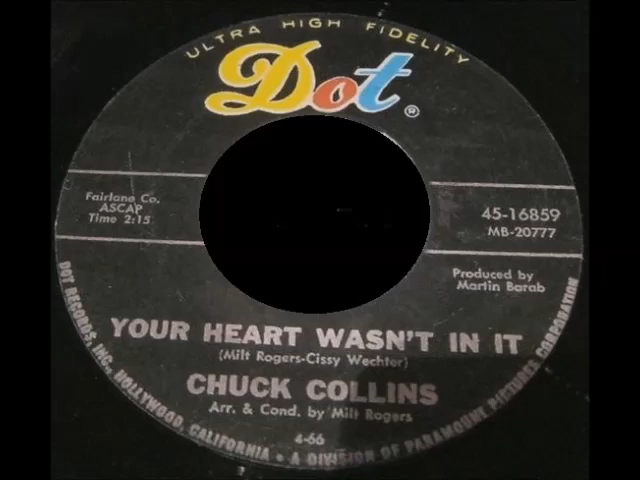 ULTRA HIGH FIDELITY
Dot®
Fairlane Co.
ASCAP
Time 2:15
45-16859
MB-20777
Produced by
Martin Barab
YOUR HEART WASN'T IN IT
(Milt Rogers-Cissy Wechter)
CHUCK COLLINS
Arr. & Cond. by Milt Rogers
4-66
DOT RECORDS, INC., HOLLYWOOD, CALIFORNIA • A DIVISION OF PARAMOUNT PICTURES CORPORATION